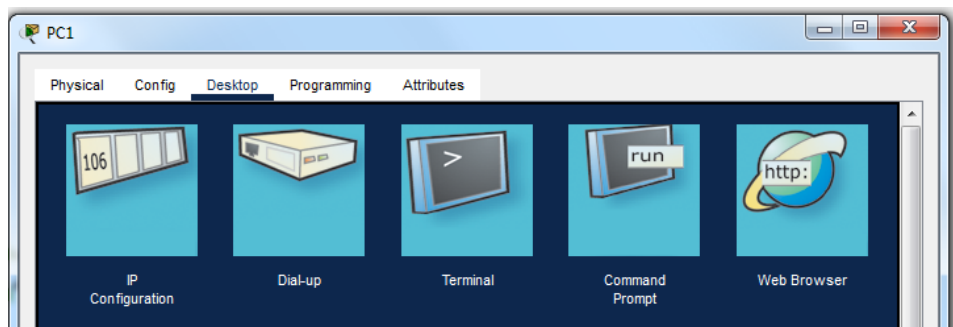 PC1
Physical Config Desktop Programming Attributes
106
>
run
http:
IP Configuration
Dial-up
Terminal
Command Prompt
Web Browser